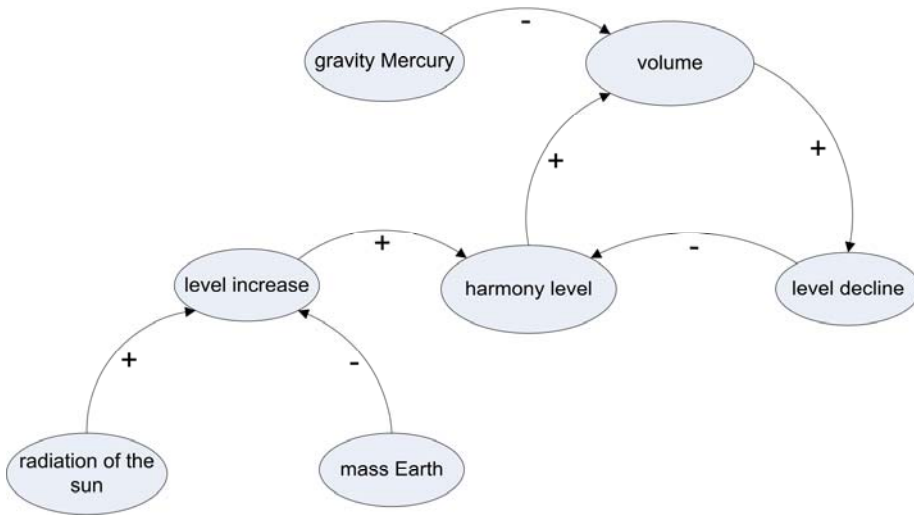 -
gravity Mercury
volume
+
+
+
-
level increase
harmony level
level decline
+
-
radiation of the
sun
mass Earth